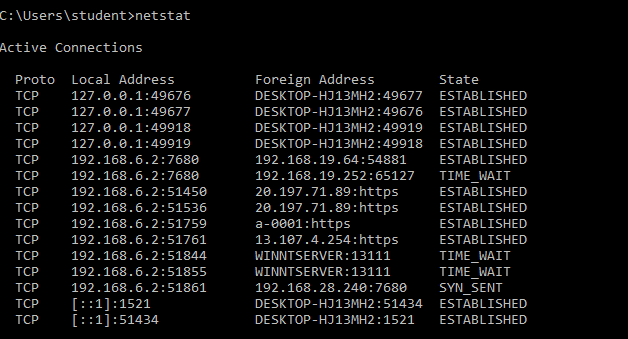 C:\Users\student>netstat
Active Connections
Proto  Local Address          Foreign Address        State
TCP    127.0.0.1:49676        DESKTOP-HJ13MH2:49677  ESTABLISHED
TCP    127.0.0.1:49677        DESKTOP-HJ13MH2:49676  ESTABLISHED
TCP    127.0.0.1:49918        DESKTOP-HJ13MH2:49919  ESTABLISHED
TCP    127.0.0.1:49919        DESKTOP-HJ13MH2:49918  ESTABLISHED
TCP    192.168.6.2:7680       192.168.19.64:54881    ESTABLISHED
TCP    192.168.6.2:7680       192.168.19.252:65127   TIME_WAIT
TCP    192.168.6.2:51450      20.197.71.89:https     ESTABLISHED
TCP    192.168.6.2:51536      20.197.71.89:https     ESTABLISHED
TCP    192.168.6.2:51759      a-0001:https           ESTABLISHED
TCP    192.168.6.2:51761      13.107.4.254:https     ESTABLISHED
TCP    192.168.6.2:51844      WINNTSERVER:13111      TIME_WAIT
TCP    192.168.6.2:51855      WINNTSERVER:13111      TIME_WAIT
TCP    192.168.6.2:51861      192.168.28.240:7680    SYN_SENT
TCP    [::1]:1521             DESKTOP-HJ13MH2:51434  ESTABLISHED
TCP    [::1]:51434            DESKTOP-HJ13MH2:1521   ESTABLISHED